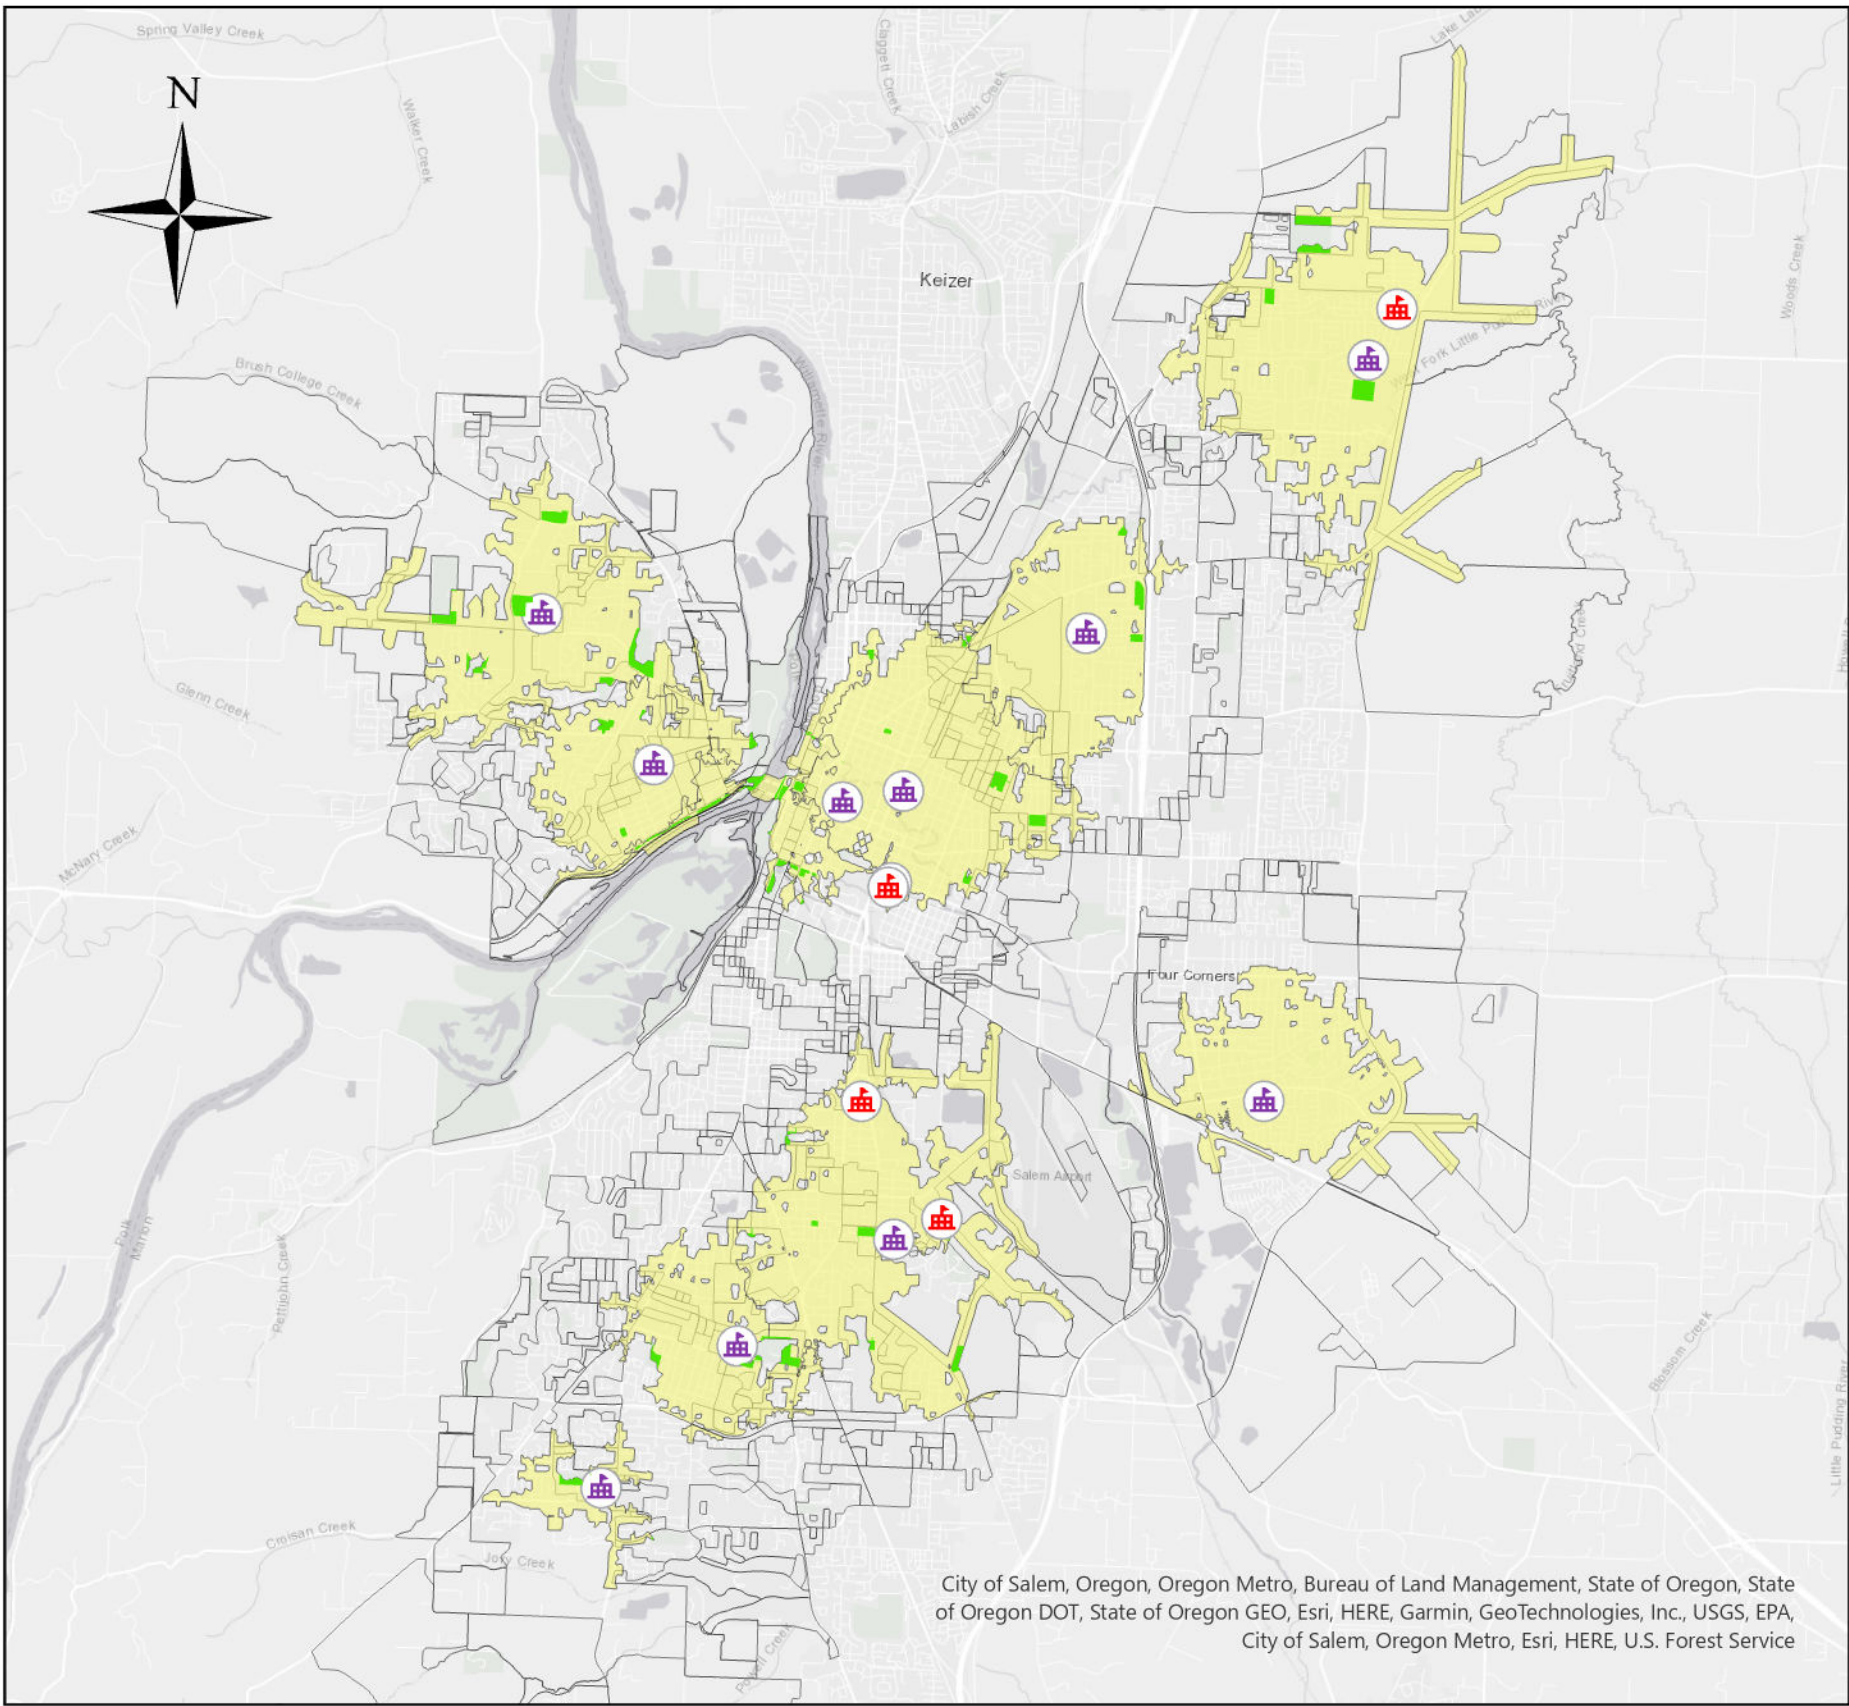 Spring Valley Creek
Lake Lab
Claggett Creek
Labish Creek
N
Walker Creek
Woods Creek
Keizer
West Fork Little Pudding River
Brush College Creek
Willamette River
Glenn Creek
Polk
McNary Creek
Four Corners
Salem Airport
Polk
Marion
Pettijohn Creek
Blossom Creek
Little Pudding River
Croisan Creek
Jory Creek
Powell Creek
City of Salem, Oregon, Oregon Metro, Bureau of Land Management, State of Oregon, State
of Oregon DOT, State of Oregon GEO, Esri, HERE, Garmin, GeoTechnologies, Inc., USGS, EPA,
City of Salem, Oregon Metro, Esri, HERE, U.S. Forest Service